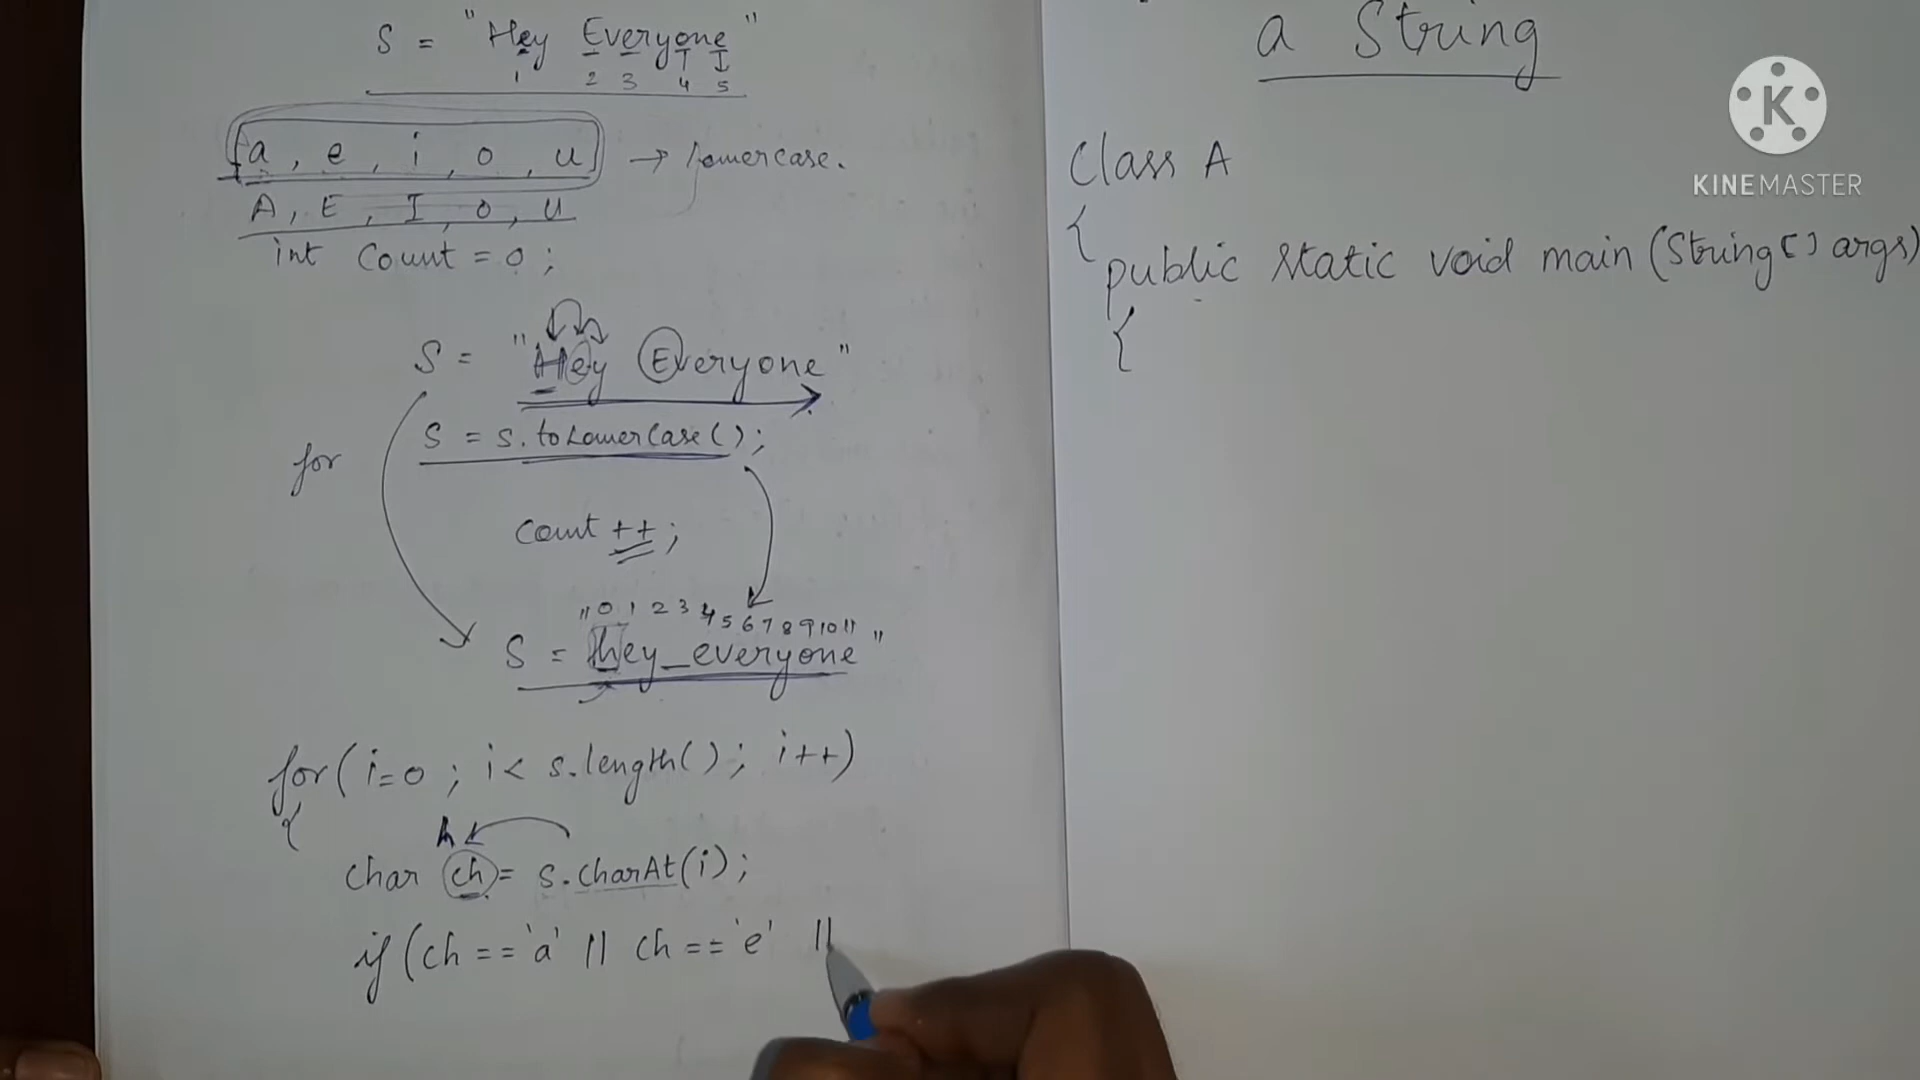 S = "Hey Everyone"
1 2 3 4 5
{a, e, i, o, u} → lowercase.
A, E, I, O, U
int Count = 0;
S = "Hey Everyone"
for
S = s.toLowerCase();
Count ++;
"0 1 2 3 4 5 6 7 8 9 10 11
S = "hey_everyone"
for(i=0; i< s.length(); i++)
{
h
char ch = s.charAt(i);
if(ch=='a' || ch=='e' ||
a String
Class A
{
public static void main(String[] args)
{
K
KINEMASTER